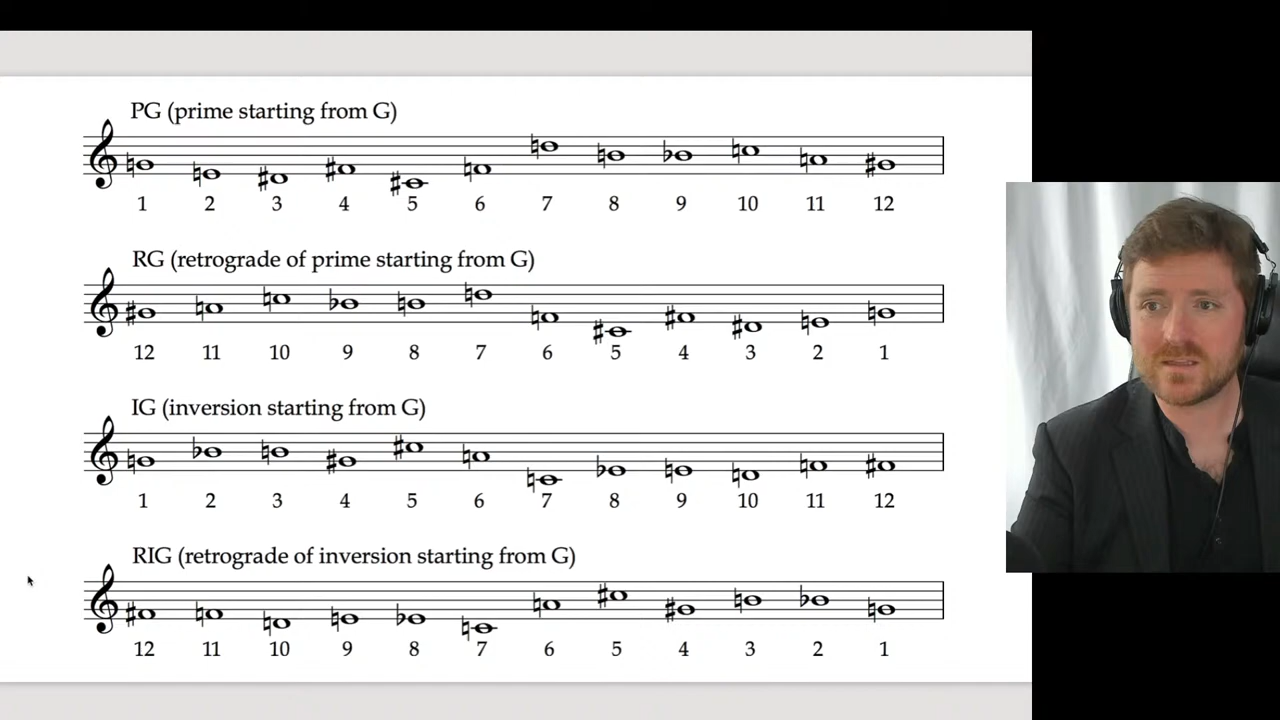 PG (prime starting from G)
1 2 3 4 5 6 7 8 9 10 11 12
RG (retrograde of prime starting from G)
12 11 10 9 8 7 6 5 4 3 2 1
IG (inversion starting from G)
1 2 3 4 5 6 7 8 9 10 11 12
RIG (retrograde of inversion starting from G)
12 11 10 9 8 7 6 5 4 3 2 1